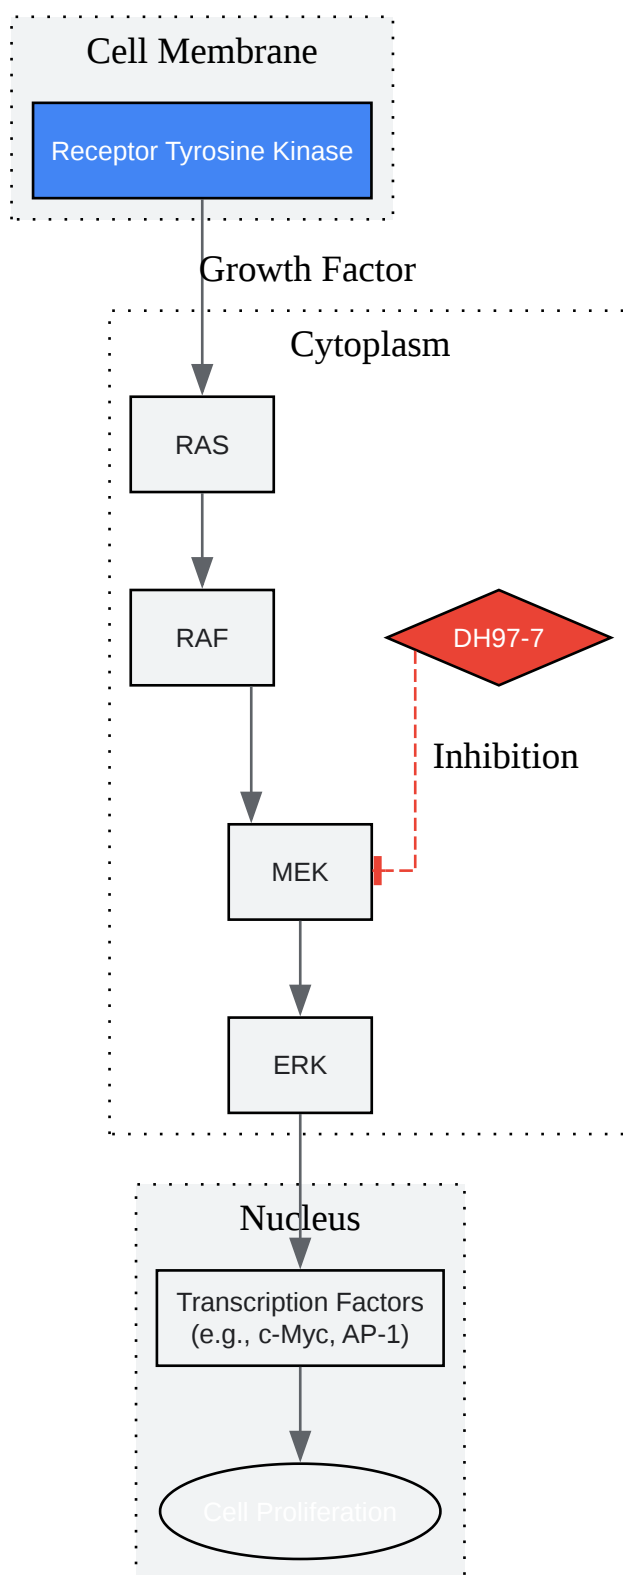 Cell Membrane
Receptor Tyrosine Kinase
Growth Factor
Cytoplasm
RAS
RAF
DH97-7
Inhibition
MEK
ERK
Nucleus
Transcription Factors
(e.g., c-Myc, AP-1)
Cell Proliferation